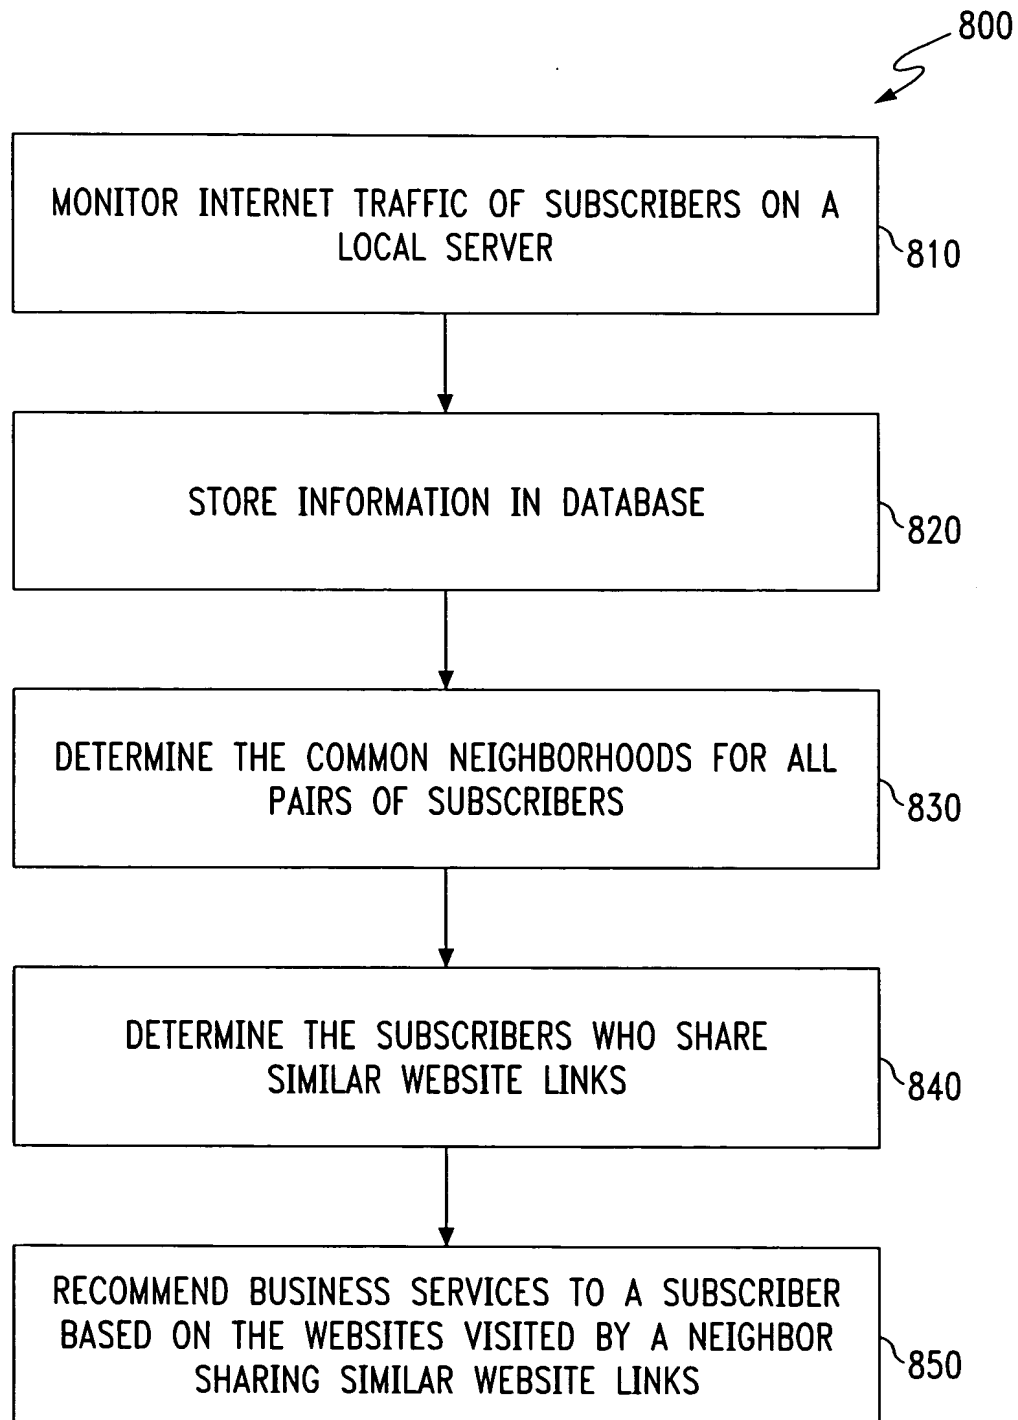 800
MONITOR INTERNET TRAFFIC OF SUBSCRIBERS ON A
LOCAL SERVER
810
STORE INFORMATION IN DATABASE
820
DETERMINE THE COMMON NEIGHBORHOODS FOR ALL
PAIRS OF SUBSCRIBERS
830
DETERMINE THE SUBSCRIBERS WHO SHARE
SIMILAR WEBSITE LINKS
840
RECOMMEND BUSINESS SERVICES TO A SUBSCRIBER
BASED ON THE WEBSITES VISITED BY A NEIGHBOR
SHARING SIMILAR WEBSITE LINKS
850